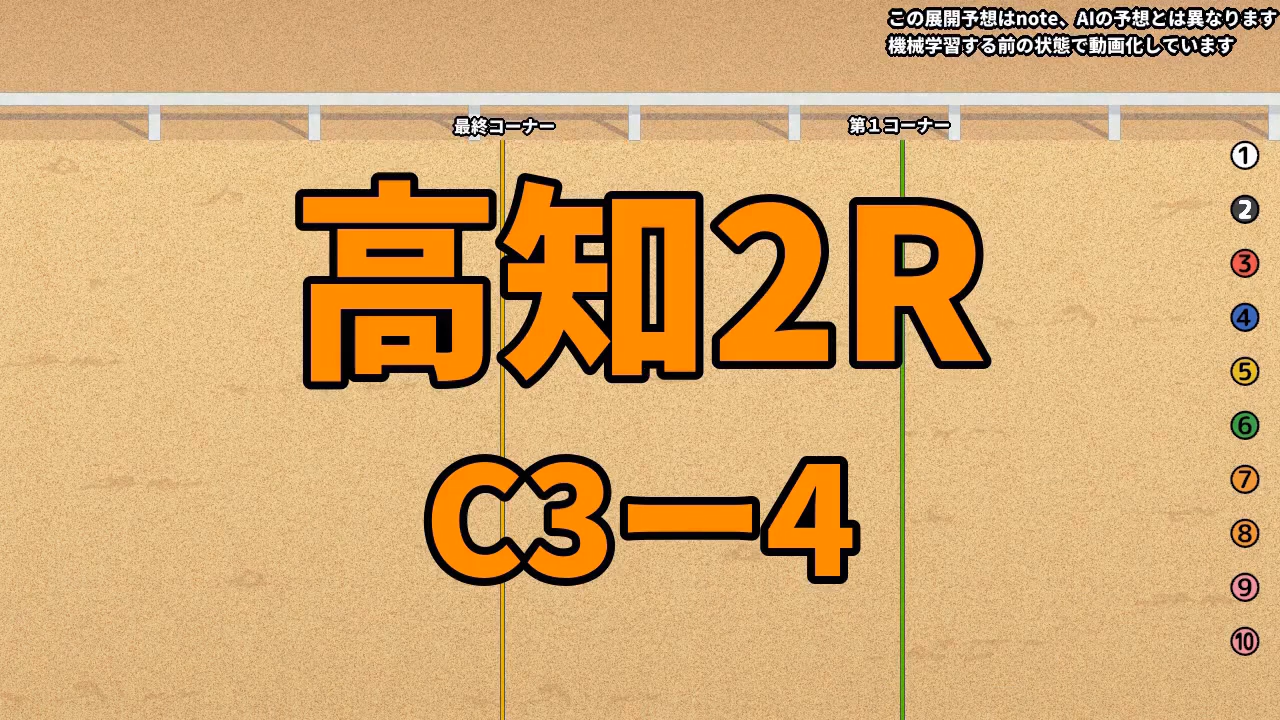 この展開予想はnote、AIの予想とは異なります
機械学習する前の状態で動画化しています
最終コーナー
第１コーナー
高知2R
C3ー4
①
②
③
④
⑤
⑥
⑦
⑧
⑨
⑩